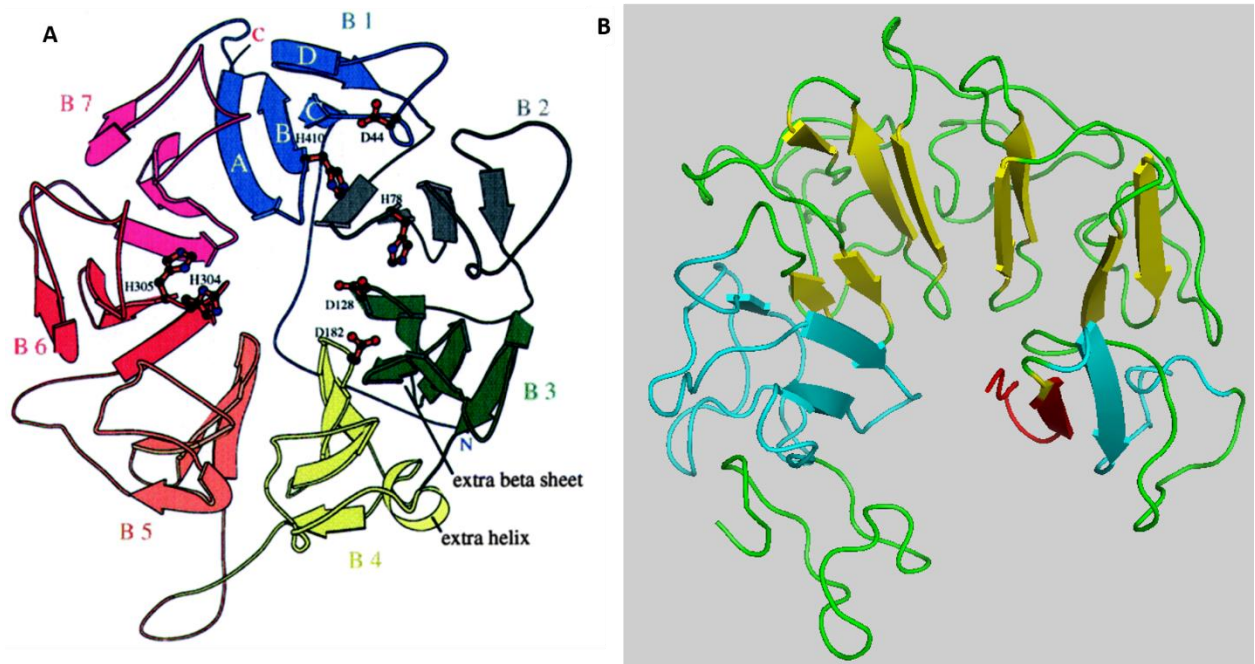 A
B
C
B 1
D
B 7
B 2
C
D44
B
H410
A
H78
H305
H304
D128
D182
B 6
B 3
N
extra beta sheet
B 5
extra helix
B 4